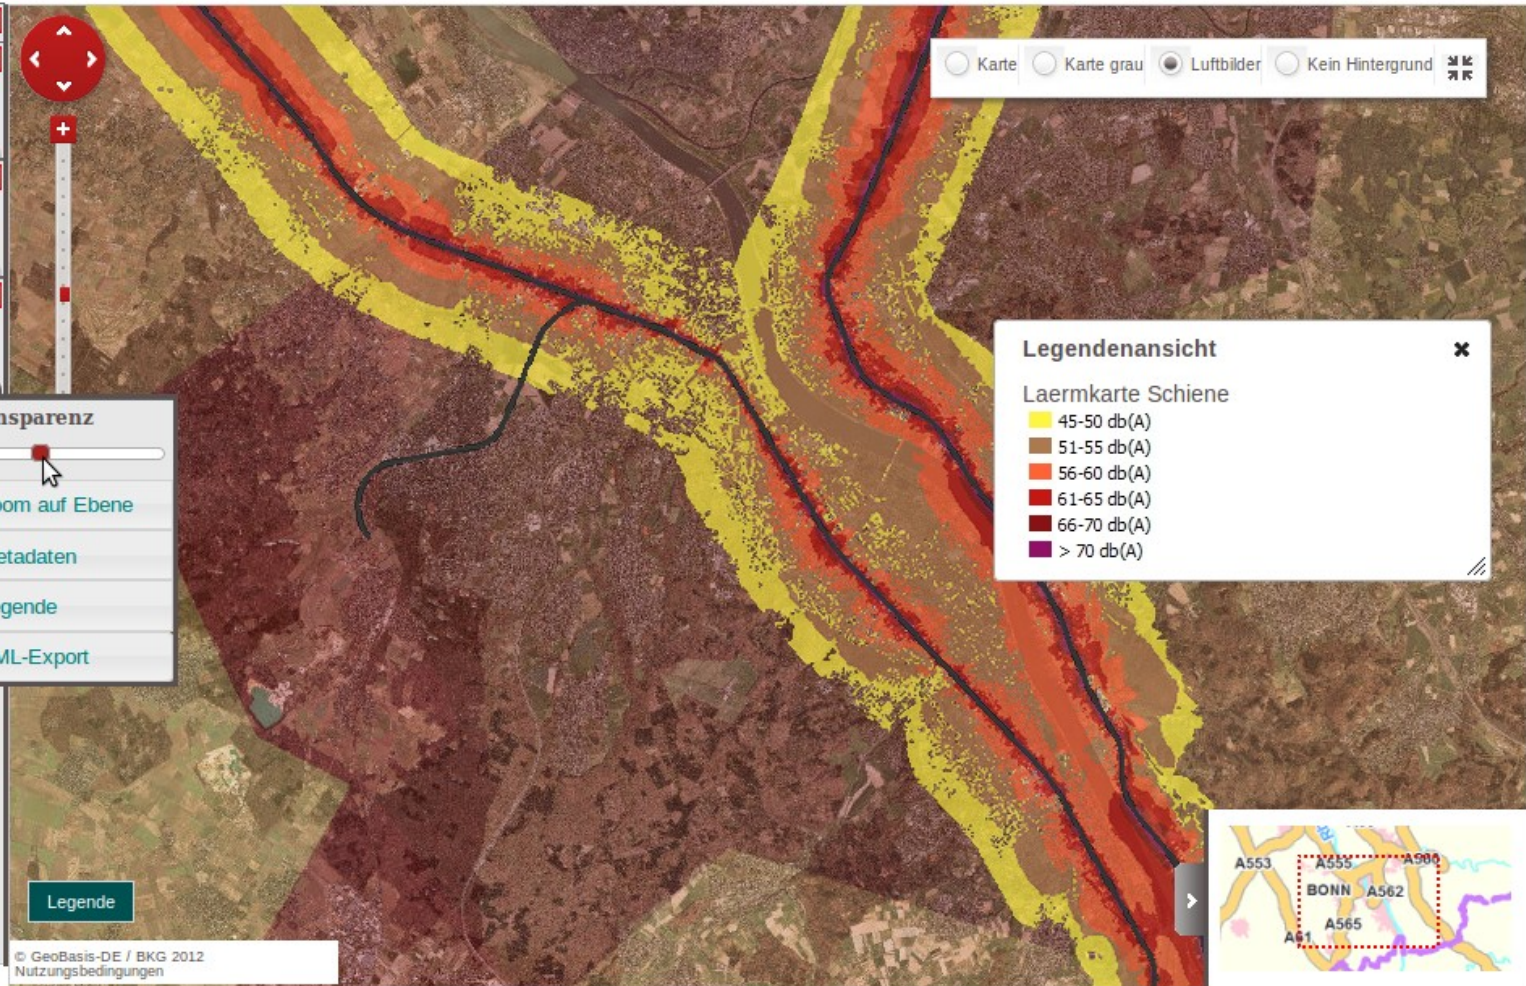 Karte
Karte grau
Luftbilder
Kein Hintergrund
Legendenansicht
Laermkarte Schiene
45-50 db(A)
51-55 db(A)
56-60 db(A)
61-65 db(A)
66-70 db(A)
> 70 db(A)
nsparenz
oom auf Ebene
etadaten
gende
ML-Export
Legende
© GeoBasis-DE / BKG 2012
Nutzungsbedingungen
A553
A555
BONN
A562
A565
A61